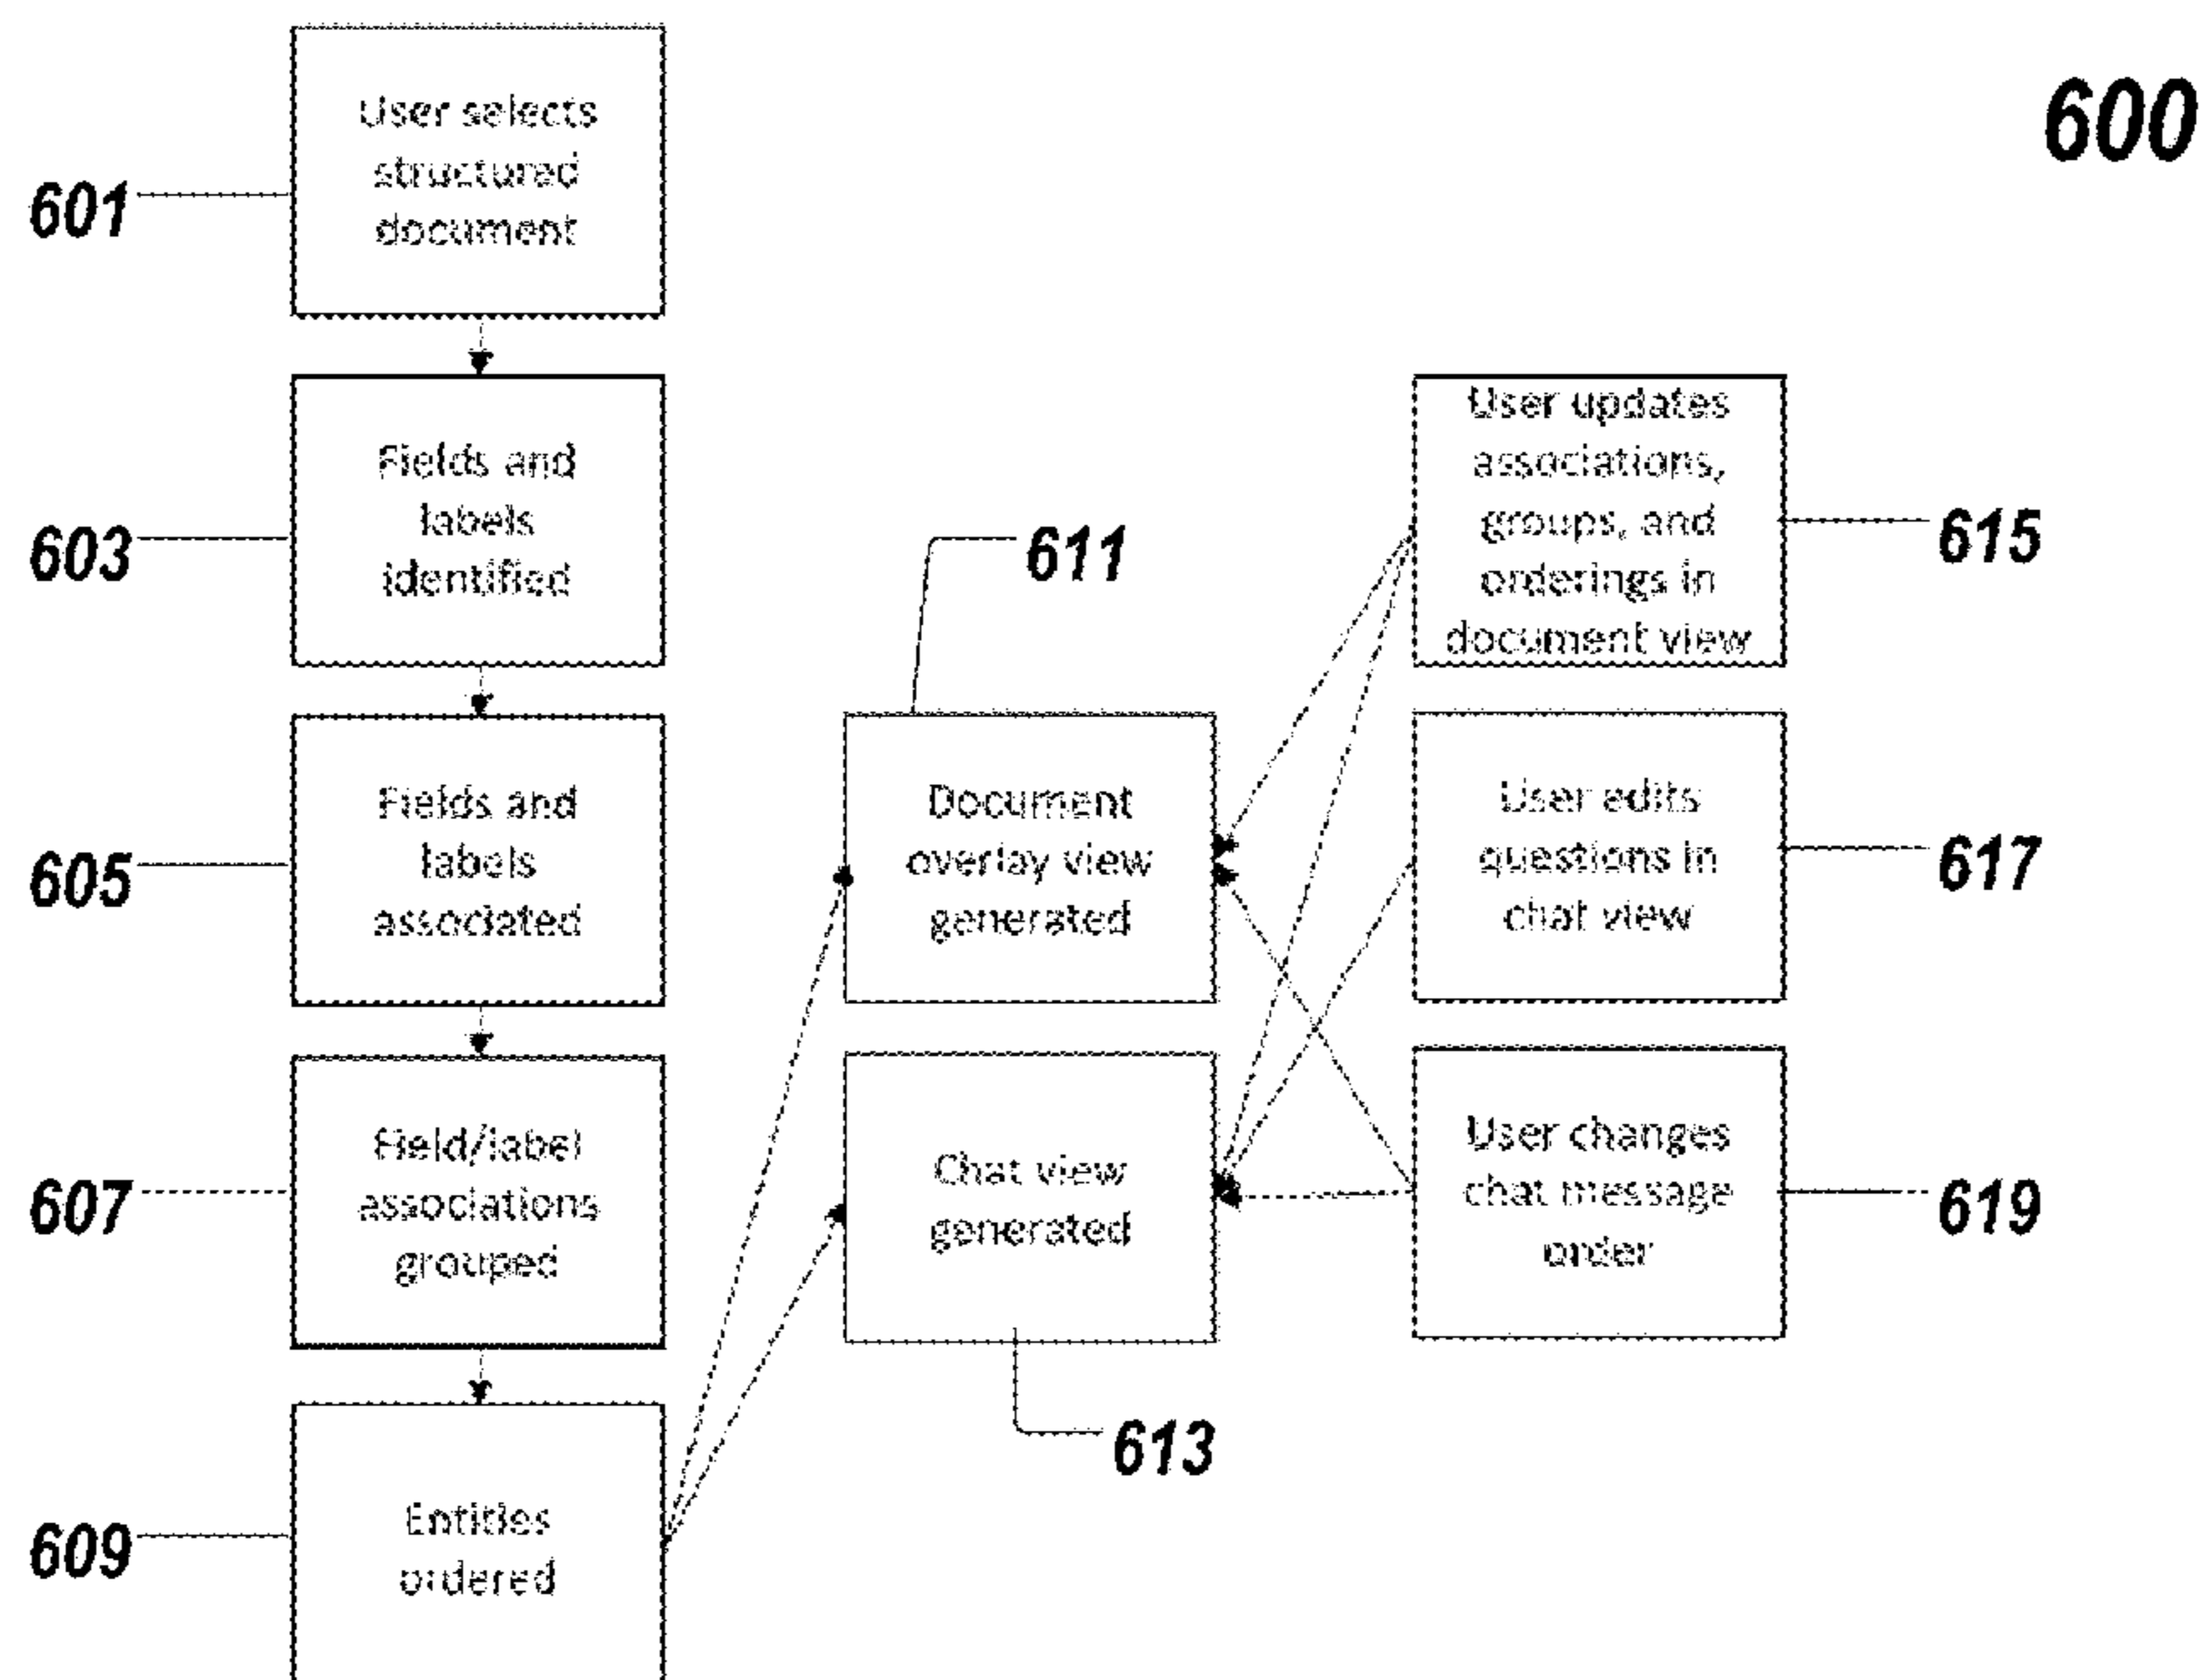 600
User selects
structured
document
601
Fields and
labels
identified
603
Fields and
labels
associated
605
Field/label
associations
grouped
607
Entities
ordered
609
611
Document
overlay view
generated
Chat view
generated
613
User updates
associations,
groups, and
orderings in
document view
615
User edits
questions in
chat view
617
User changes
chat message
order
619